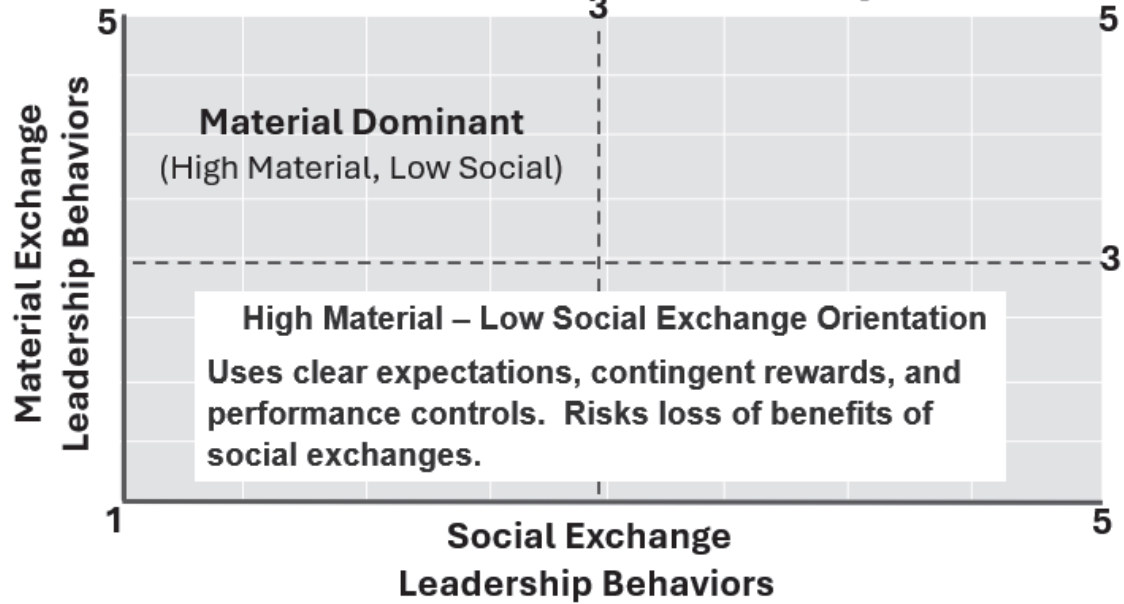 5
3
5
Material Dominant
(High Material, Low Social)
Material Exchange
Leadership Behaviors
3
High Material – Low Social Exchange Orientation
Uses clear expectations, contingent rewards, and
performance controls.  Risks loss of benefits of
social exchanges.
1
5
Social Exchange
Leadership Behaviors